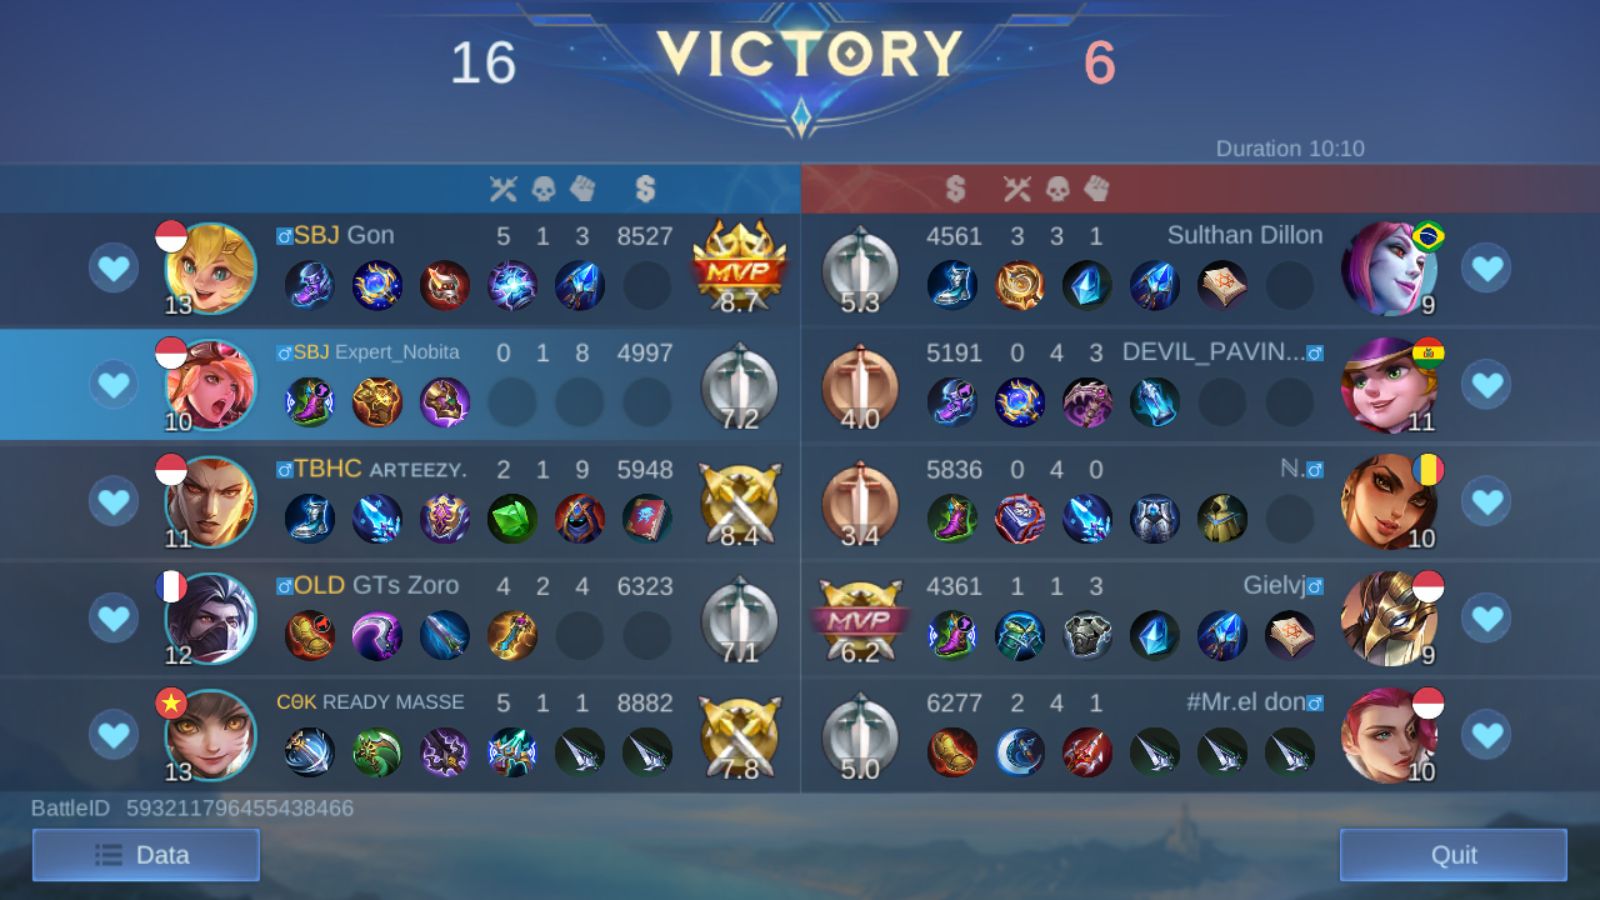 16 VICTORY 6
Duration 10:10
SBJ Gon 5 1 3 8527 MVP 8.7 13
4561 3 3 1 Sulthan Dillon 5.3 9
SBJ Expert_Nobita 0 1 8 4997 7.2 10
5191 0 4 3 DEVIL_PAVIN... 4.0 11
TBHC ARTEEZY. 2 1 9 5948 8.4 11
5836 0 4 0 ℕ. 3.4 10
OLD GTs Zoro 4 2 4 6323 7.1 12
4361 1 1 3 Gielvj MVP 6.2 9
CΘK READY MASSE 5 1 1 8882 7.8 13
6277 2 4 1 #Mr.el don 5.0 10
BattleID 593211796455438466
Data
Quit